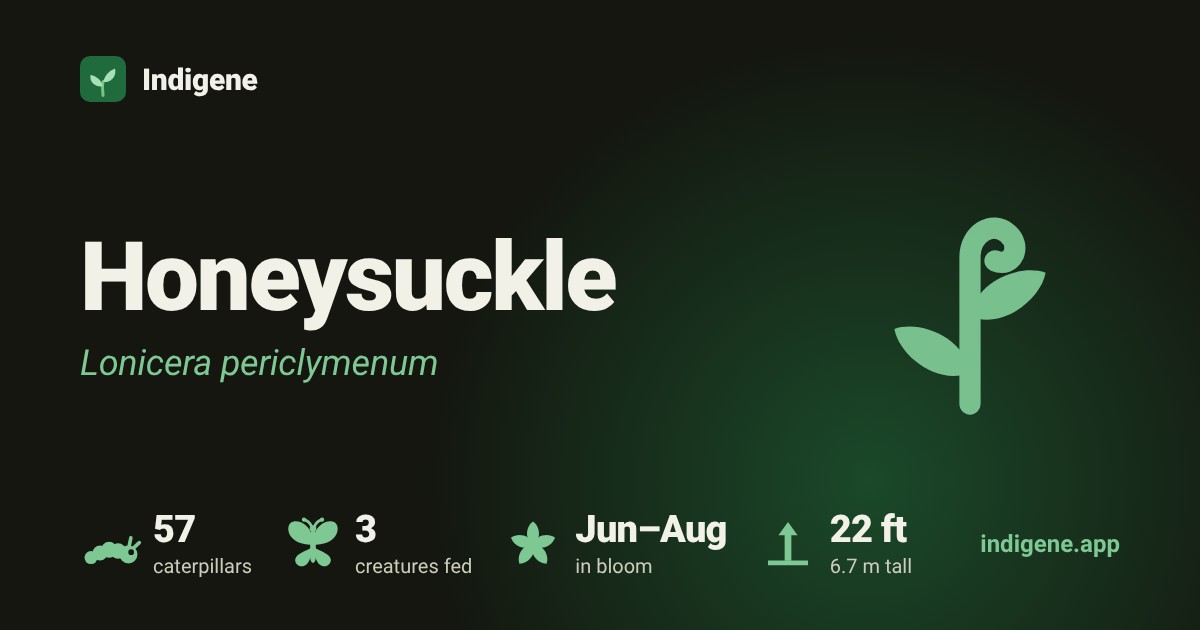 Indigene
Honeysuckle
Lonicera periclymenum
57
caterpillars
3
creatures fed
Jun–Aug
in bloom
22 ft
6.7 m tall
indigene.app